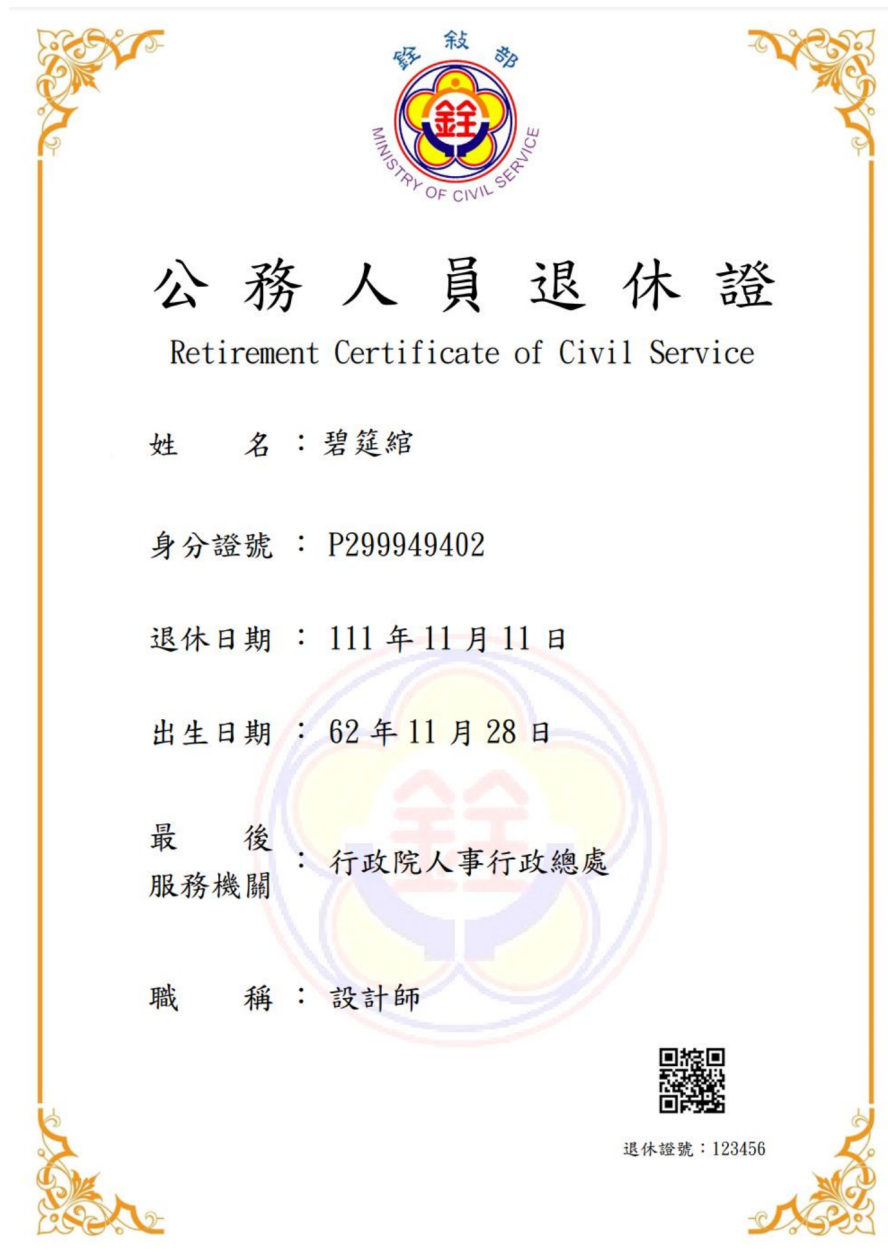 銓敍部
銓
MINISTRY OF CIVIL SERVICE
公務人員退休證
Retirement Certificate of Civil Service
姓名：碧筵綰
身分證號：P299949402
退休日期：111年11月11日
出生日期：62年11月28日
最後
服務機關：行政院人事行政總處
職稱：設計師
退休證號：123456